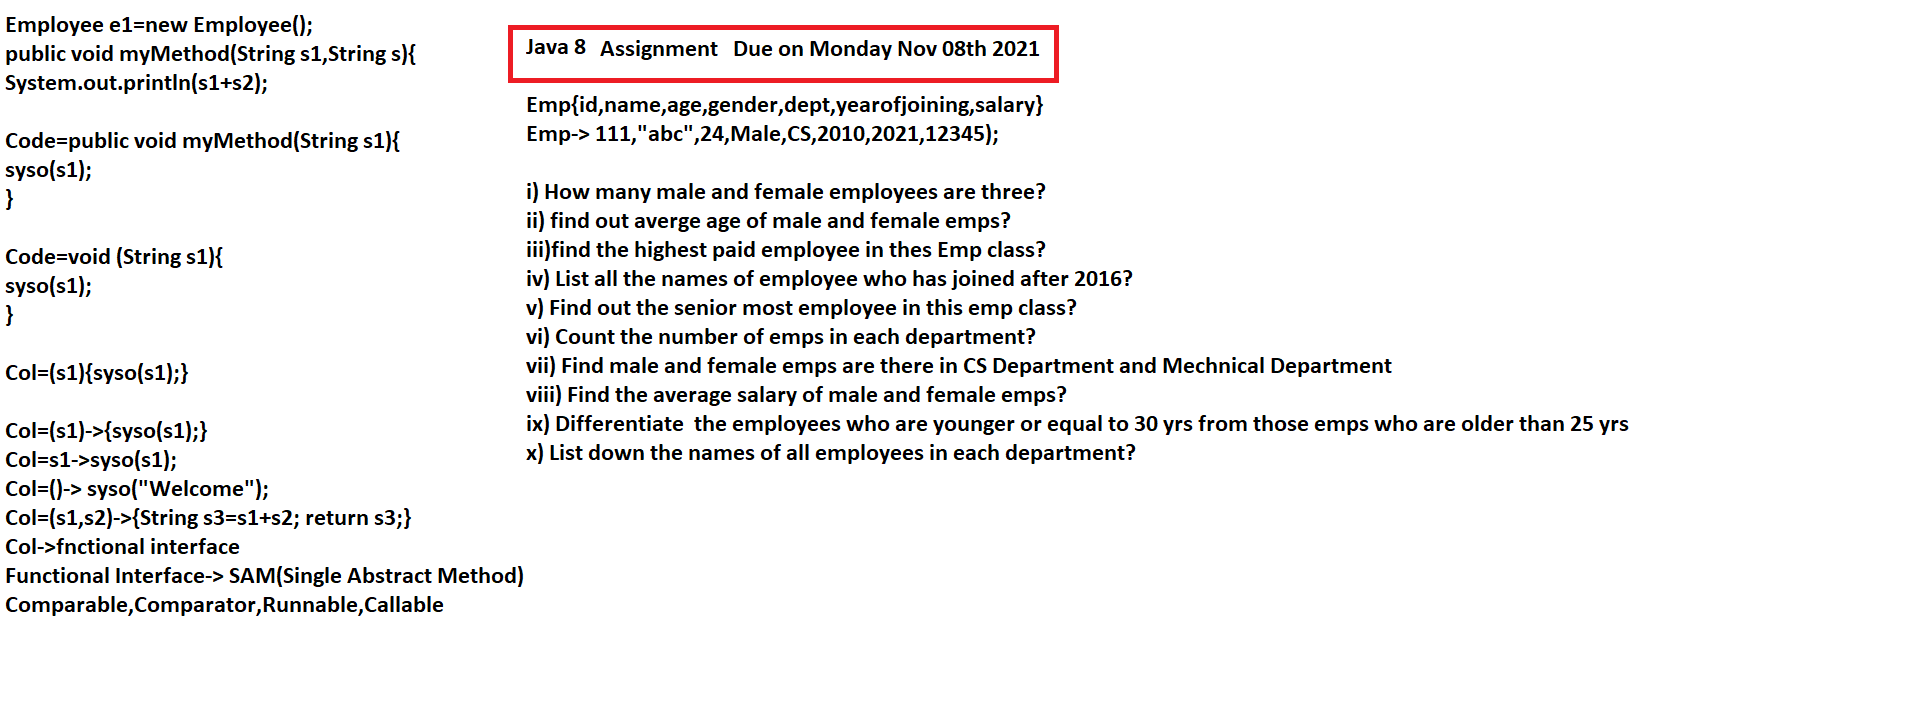 Employee e1=new Employee();
public void myMethod(String s1,String s){
System.out.println(s1+s2);
Code=public void myMethod(String s1){
syso(s1);
}
Code=void (String s1){
syso(s1);
}
Col=(s1){syso(s1);}
Col=(s1)->{syso(s1);}
Col=s1->syso(s1);
Col=()-> syso("Welcome");
Col=(s1,s2)->{String s3=s1+s2; return s3;}
Col->fnctional interface
Functional Interface-> SAM(Single Abstract Method)
Comparable,Comparator,Runnable,Callable
Java 8 Assignment Due on Monday Nov 08th 2021
Emp{id,name,age,gender,dept,yearofjoining,salary}
Emp-> 111,"abc",24,Male,CS,2010,2021,12345);
i) How many male and female employees are three?
ii) find out averge age of male and female emps?
iii)find the highest paid employee in thes Emp class?
iv) List all the names of employee who has joined after 2016?
v) Find out the senior most employee in this emp class?
vi) Count the number of emps in each department?
vii) Find male and female emps are there in CS Department and Mechnical Department
viii) Find the average salary of male and female emps?
ix) Differentiate  the employees who are younger or equal to 30 yrs from those emps who are older than 25 yrs
x) List down the names of all employees in each department?